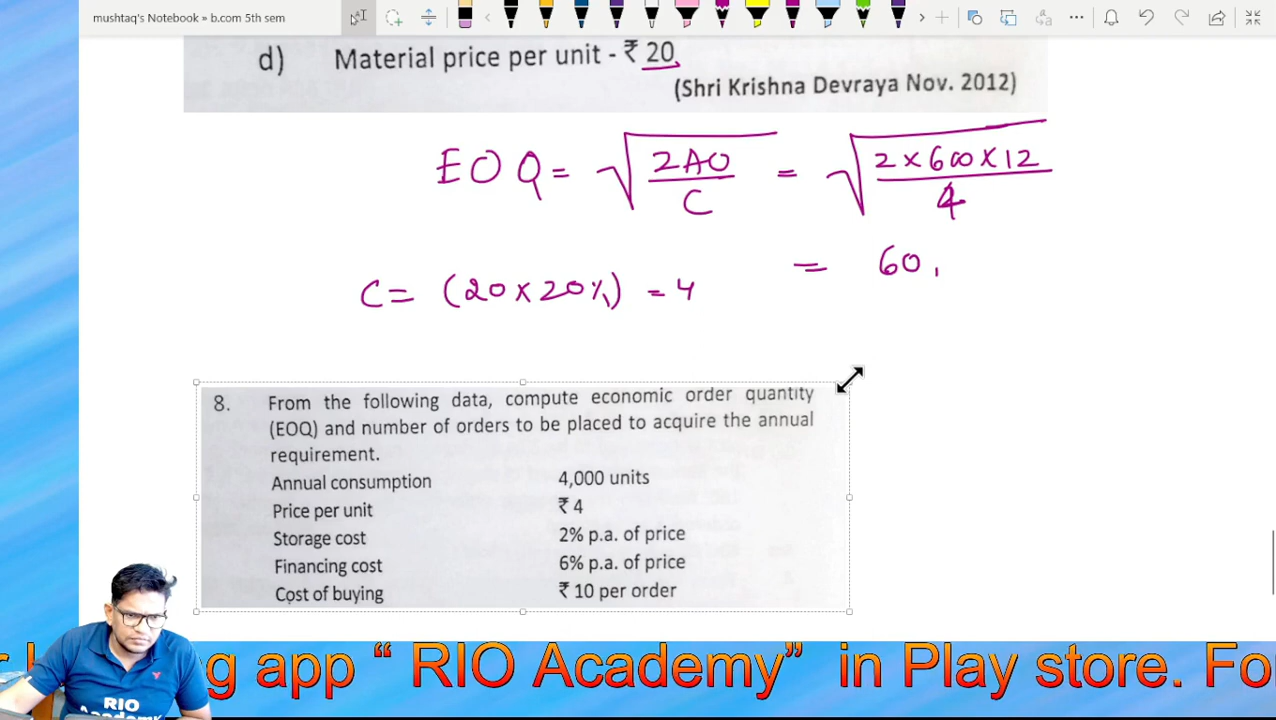 mushtaq's Notebook » b.com 5th sem
d) Material price per unit - ₹ 20
(Shri Krishna Devraya Nov. 2012)
EOQ = √2AO/C = √2×600×12/4
= 60,
C = (20×20%) = 4
8. From the following data, compute economic order quantity
(EOQ) and number of orders to be placed to acquire the annual
requirement.
Annual consumption 4,000 units
Price per unit ₹ 4
Storage cost 2% p.a. of price
Financing cost 6% p.a. of price
Cost of buying ₹ 10 per order
g app “ RIO Academy” in Play store. Fo
RIO
Academy